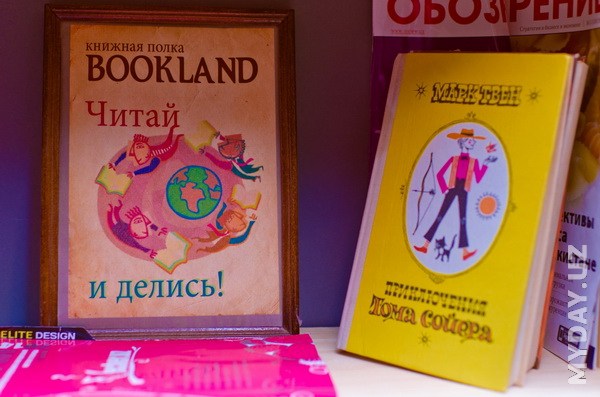 книжная полка
BOOKLAND
Читай
и делись!
ОБОЗРЕНИЕ
МАРК ТВЕН
ПРИКЛЮЧЕНИЯ
Тома Сойера
ELITE DESIGN
MYDAY.UZ